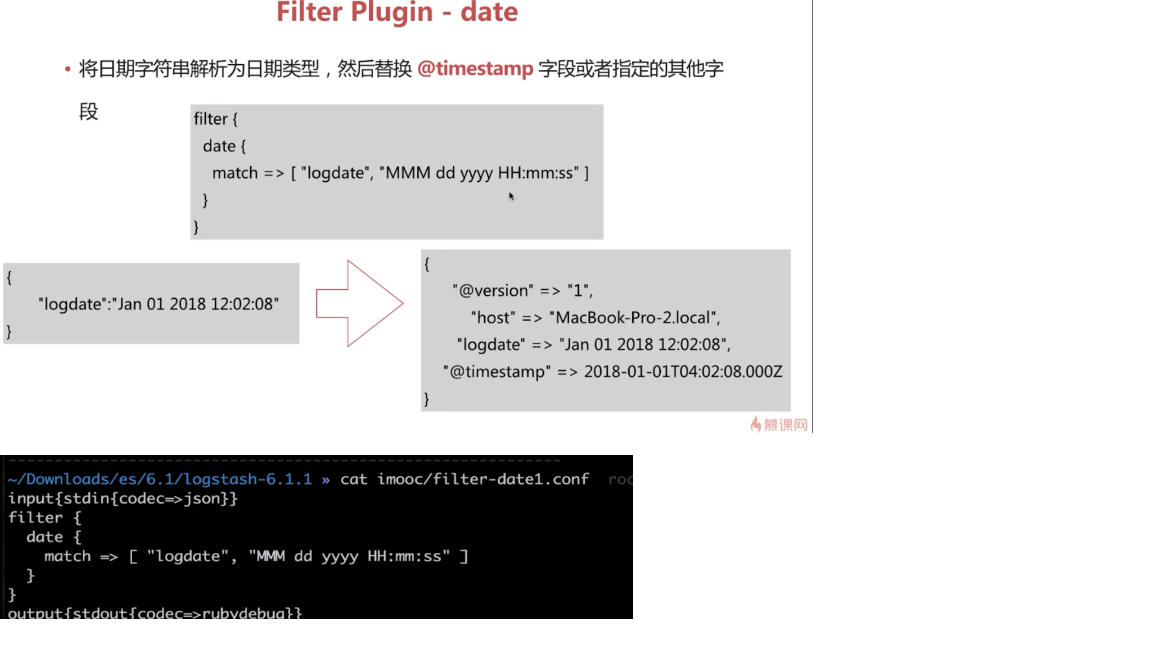 Filter Plugin - date
• 将日期字符串解析为日期类型，然后替换 @timestamp 字段或者指定的其他字
段
filter {
date {
match => [ "logdate", "MMM dd yyyy HH:mm:ss" ]
}
}
{
"logdate":"Jan 01 2018 12:02:08"
}
{
"@version" => "1",
"host" => "MacBook-Pro-2.local",
"logdate" => "Jan 01 2018 12:02:08",
"@timestamp" => 2018-01-01T04:02:08.000Z
}
慕课网
~/Downloads/es/6.1/logstash-6.1.1 » cat imooc/filter-date1.conf roo
input{stdin{codec=>json}}
filter {
date {
match => [ "logdate", "MMM dd yyyy HH:mm:ss" ]
}
}
output{stdout{codec=>rubydebug}}